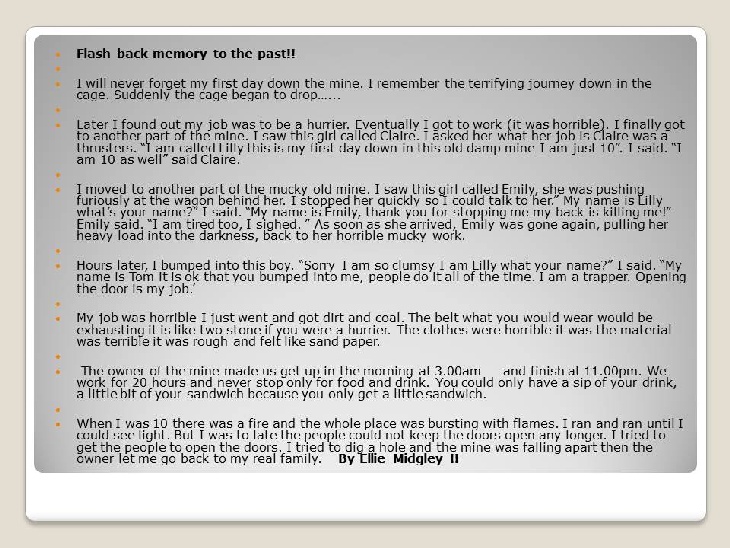 Flash back memory to the past!!
I will never forget my first day down the mine. I remember the terrifying journey down in the
cage. Suddenly the cage began to drop......
Later I found out my job was to be a hurrier. Eventually I got to work (it was horrible). I finally got
to another part of the mine. I saw this girl called Claire. I asked her what her job is Claire was a
thrusters. "I am called Lilly this is my first day down in this old damp mine I am just 10". I said. "I
am 10 as well" said Claire.
I moved to another part of the mucky old mine. I saw this girl called Emily, she was pushing
furiously at the wagon behind her. I stopped her quickly so I could talk to her." My name is Lilly
what's your name?" I said. "My name is Emily, thank you for stopping me my back is killing me!"
Emily said. "I am tired too, I sighed. " As soon as she arrived, Emily was gone again, pulling her
heavy load into the darkness, back to her horrible mucky work.
Hours later, I bumped into this boy. "Sorry I am so clumsy I am Lilly what your name?" I said. "My
name is Tom it is ok that you bumped into me, people do it all of the time. I am a trapper. Opening
the door is my job.'
My job was horrible I just went and got dirt and coal. The belt what you would wear would be
exhausting it is like two stone if you were a hurrier. The clothes were horrible it was the material
was terrible it was rough and felt like sand paper.
The owner of the mine made us get up in the morning at 3.00am and finish at 11.00pm. We
work for 20 hours and never stop only for food and drink. You could only have a sip of your drink,
a little bit of your sandwich because you only get a little sandwich.
When I was 10 there was a fire and the whole place was bursting with flames. I ran and ran until I
could see light. But I was to late the people could not keep the doors open any longer. I tried to
get the people to open the doors. I tried to dig a hole and the mine was falling apart then the
owner let me go back to my real family. By Ellie Midgley !!